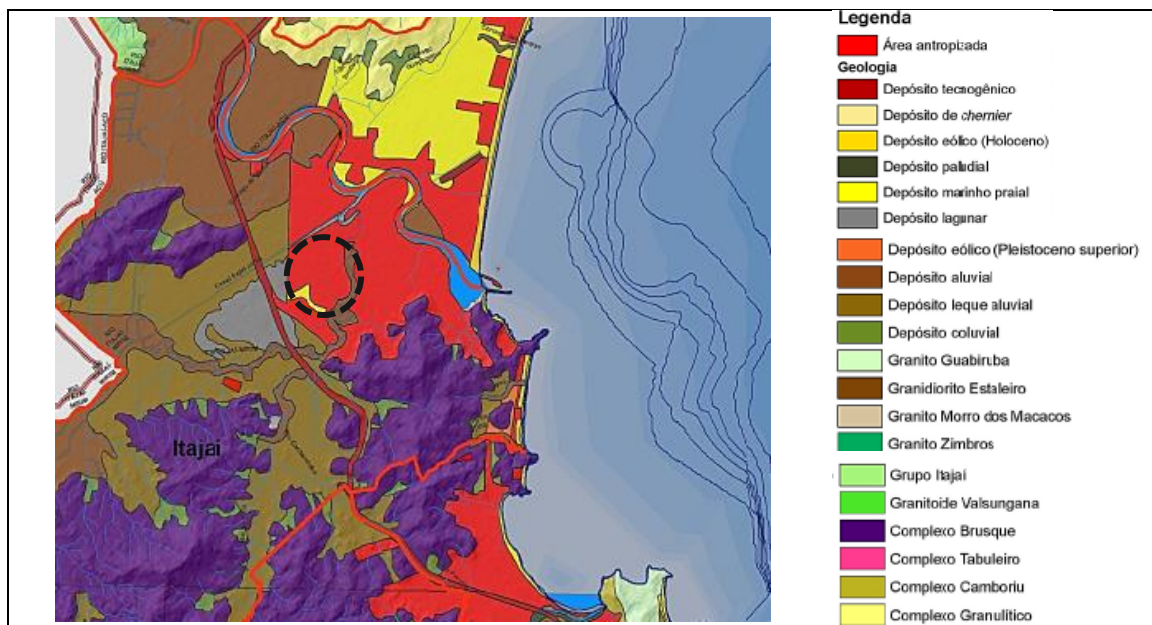 Itajaí
Legenda
Área antropizada
Geologia
Depósito tecnogênico
Depósito de chernier
Depósito eólico (Holoceno)
Depósito paludial
Depósito marinho praial
Depósito lagunar
Depósito eólico (Pleistoceno superior)
Depósito aluvial
Depósito leque aluvial
Depósito coluvial
Granito Guabiruba
Granidiorito Estaleiro
Granito Morro dos Macacos
Granito Zimbros
Grupo Itajaí
Granitoide Valsungana
Complexo Brusque
Complexo Tabuleiro
Complexo Camboriu
Complexo Granulítico